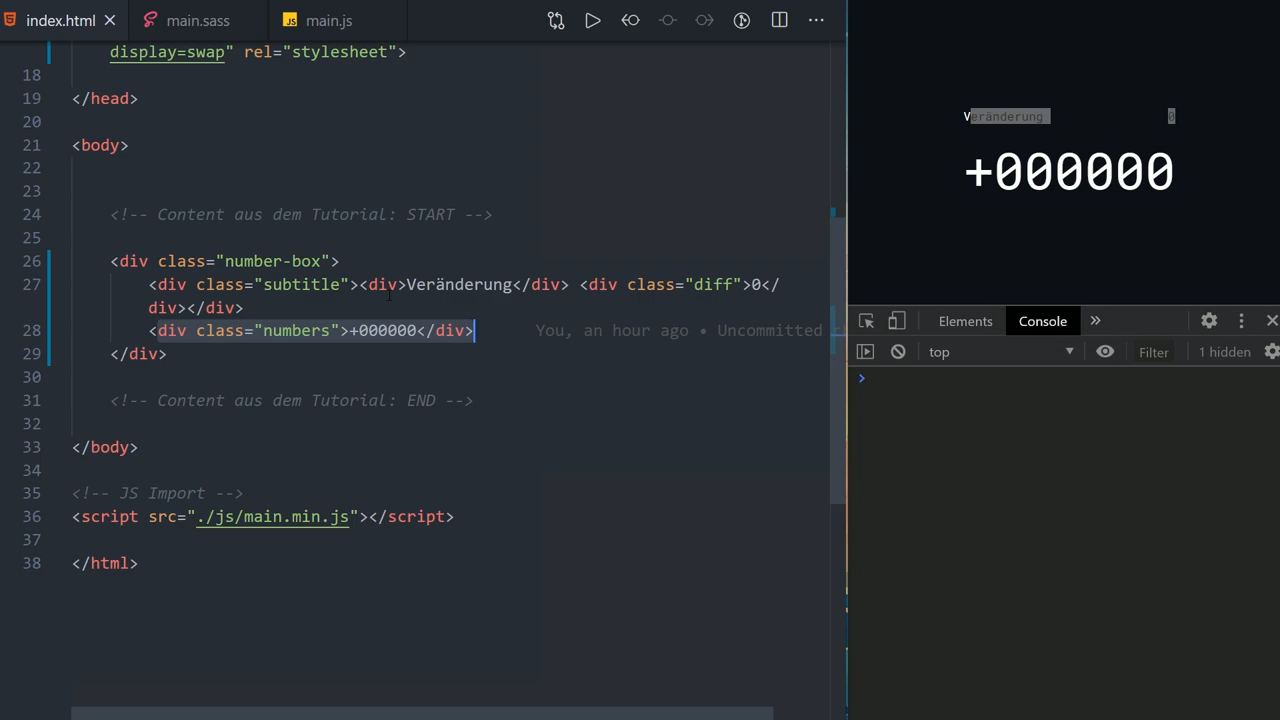 index.html
main.sass
JS main.js
display=swap" rel="stylesheet">
18
19 </head>
20
21 <body>
22
23
24 <!-- Content aus dem Tutorial: START -->
25
26 <div class="number-box">
27 <div class="subtitle"><div>Veränderung</div> <div class="diff">0</
div></div>
28 <div class="numbers">+000000</div> You, an hour ago • Uncommitted
29 </div>
30
31 <!-- Content aus dem Tutorial: END -->
32
33 </body>
34
35 <!-- JS Import -->
36 <script src="./js/main.min.js"></script>
37
38 </html>
Veränderung 0
+000000
Elements Console »
top Filter 1 hidden